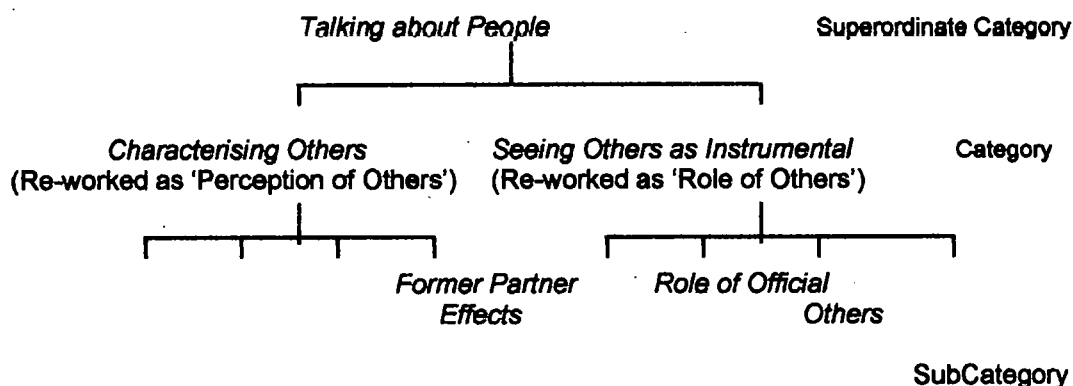 Talking about People Superordinate Category
Characterising Others Seeing Others as Instrumental Category
(Re-worked as 'Perception of Others') (Re-worked as 'Role of Others')
Former Partner Role of Official
Effects Others
SubCategory